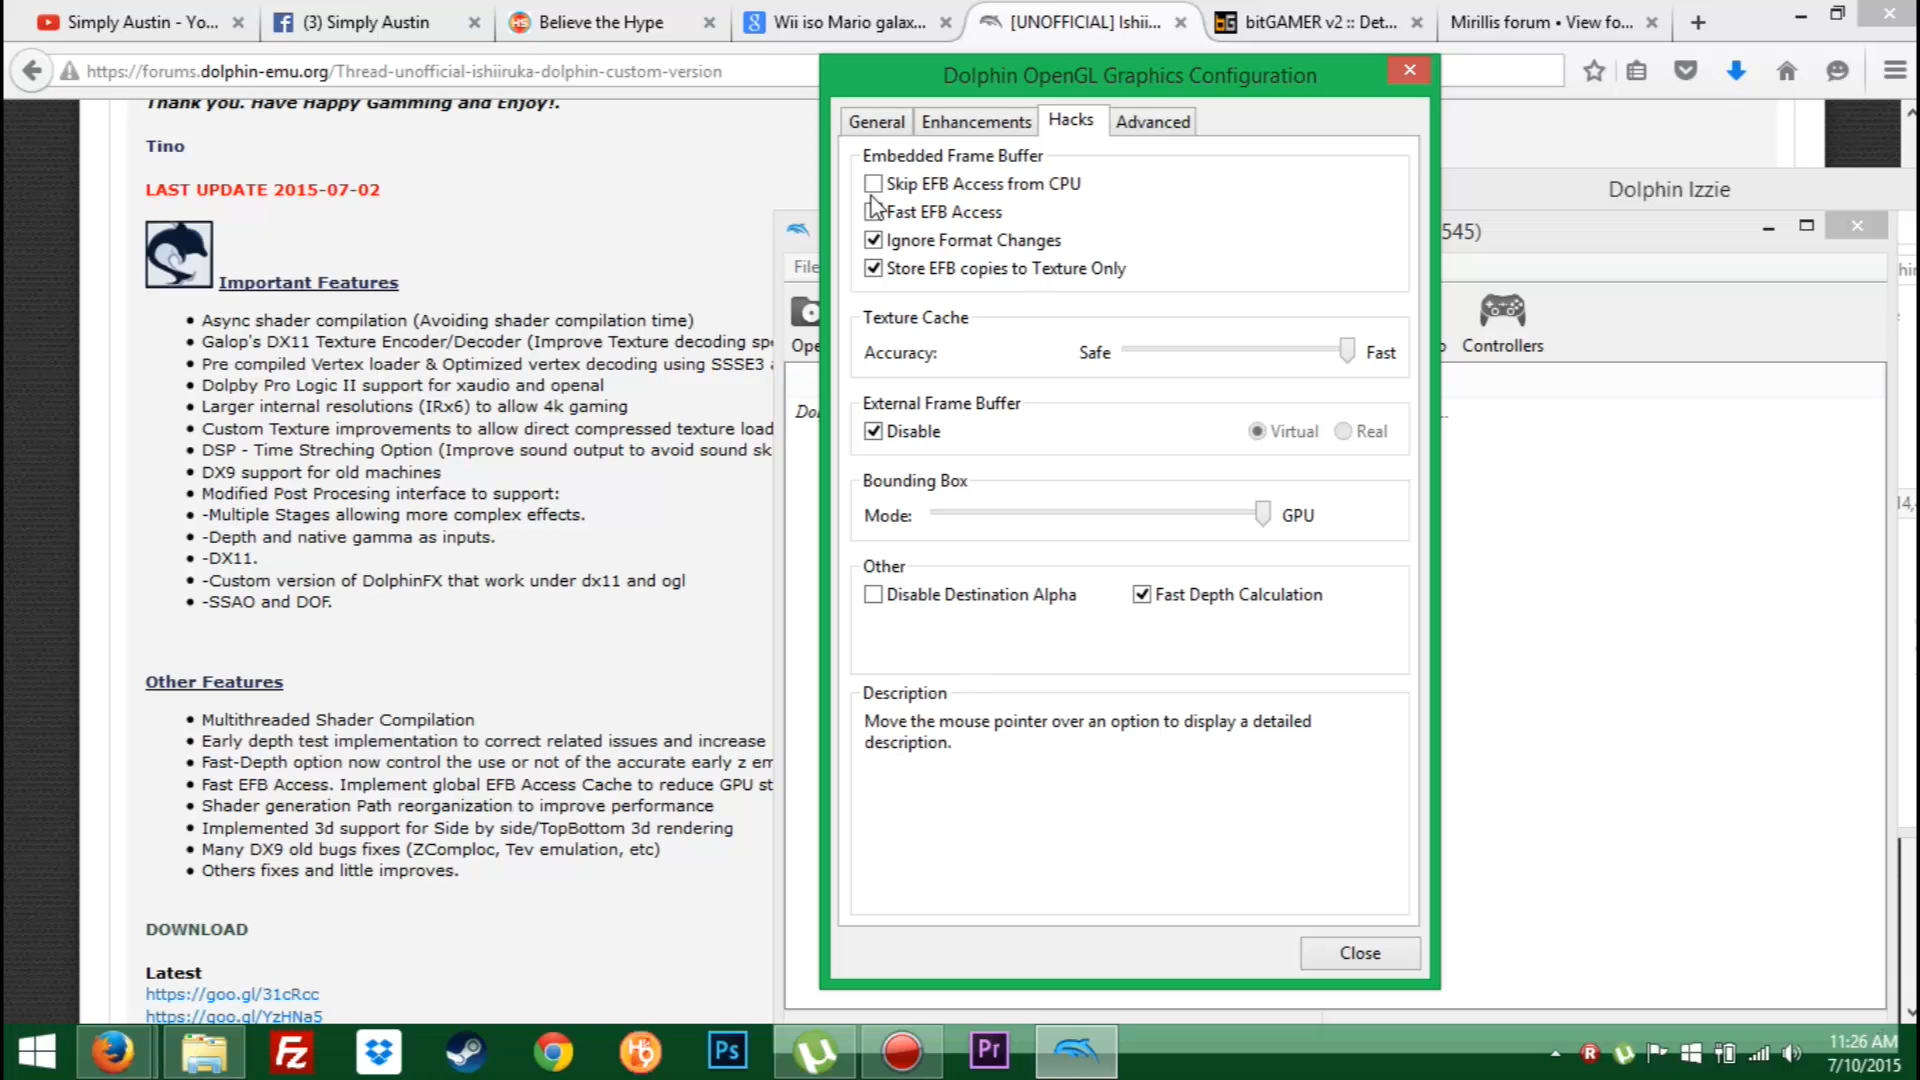 Simply Austin - Yo...
(3) Simply Austin
Believe the Hype
Wii iso Mario galax...
[UNOFFICIAL] Ishii...
bitGAMER v2 :: Det...
Mirillis forum • View fo...
https://forums.dolphin-emu.org/Thread-unofficial-ishiiruka-dolphin-custom-version
Thank you. Have Happy Gamming and Enjoy!.
Tino
LAST UPDATE 2015-07-02
Important Features
Async shader compilation (Avoiding shader compilation time)
Galop's DX11 Texture Encoder/Decoder (Improve Texture decoding spe
Pre compiled Vertex loader & Optimized vertex decoding using SSSE3 a
Dolpby Pro Logic II support for xaudio and openal
Larger internal resolutions (IRx6) to allow 4k gaming
Custom Texture improvements to allow direct compressed texture load
DSP - Time Streching Option (Improve sound output to avoid sound sk
DX9 support for old machines
Modified Post Procesing interface to support:
-Multiple Stages allowing more complex effects.
-Depth and native gamma as inputs.
-DX11.
-Custom version of DolphinFX that work under dx11 and ogl
-SSAO and DOF.
Other Features
Multithreaded Shader Compilation
Early depth test implementation to correct related issues and increase
Fast-Depth option now control the use or not of the accurate early z em
Fast EFB Access. Implement global EFB Access Cache to reduce GPU st
Shader generation Path reorganization to improve performance
Implemented 3d support for Side by side/TopBottom 3d rendering
Many DX9 old bugs fixes (ZComploc, Tev emulation, etc)
Others fixes and little improves.
DOWNLOAD
Latest
https://goo.gl/31cRcc
https://goo.gl/YzHNa5
Dolphin OpenGL Graphics Configuration
General
Enhancements
Hacks
Advanced
Embedded Frame Buffer
Skip EFB Access from CPU
Fast EFB Access
Ignore Format Changes
Store EFB copies to Texture Only
Texture Cache
Accuracy:
Safe
Fast
External Frame Buffer
Disable
Virtual
Real
Bounding Box
Mode:
GPU
Other
Disable Destination Alpha
Fast Depth Calculation
Description
Move the mouse pointer over an option to display a detailed
description.
Close
Dolphin Izzie
545)
File
Ope
Controllers
Dol
11:26 AM
7/10/2015